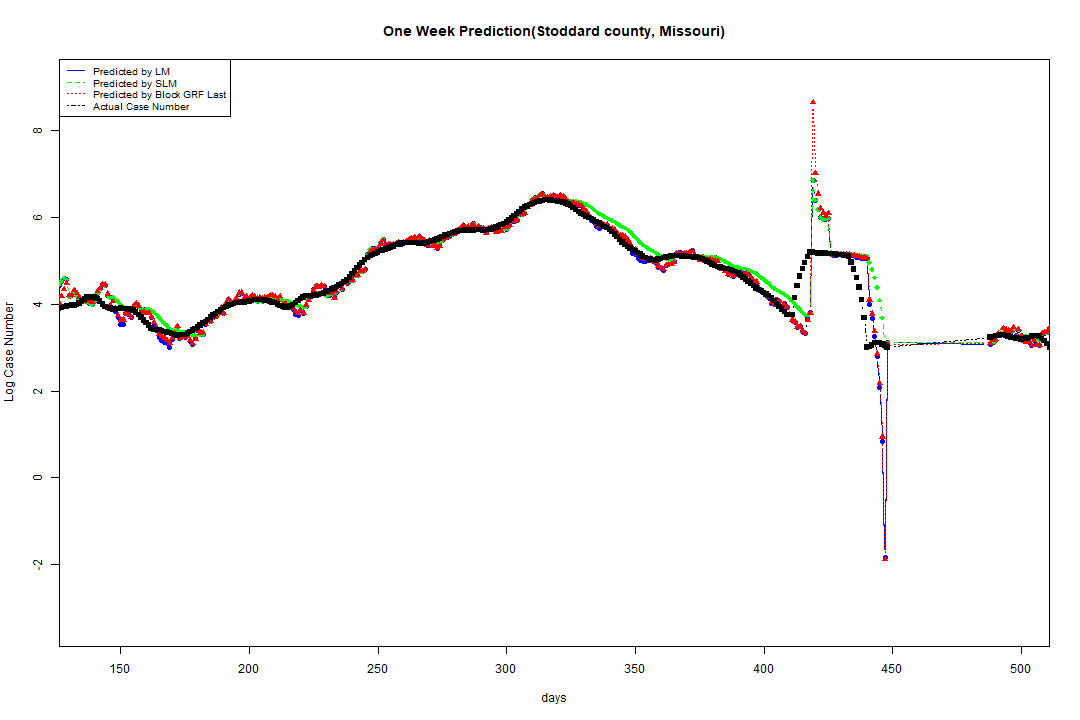 One Week Prediction(Stoddard county, Missouri)
Predicted by LM
Predicted by SLM
Predicted by Block GRF Last
Actual Case Number
8
6
4
2
0
-2
Log Case Number
150 200 250 300 350 400 450 500
days